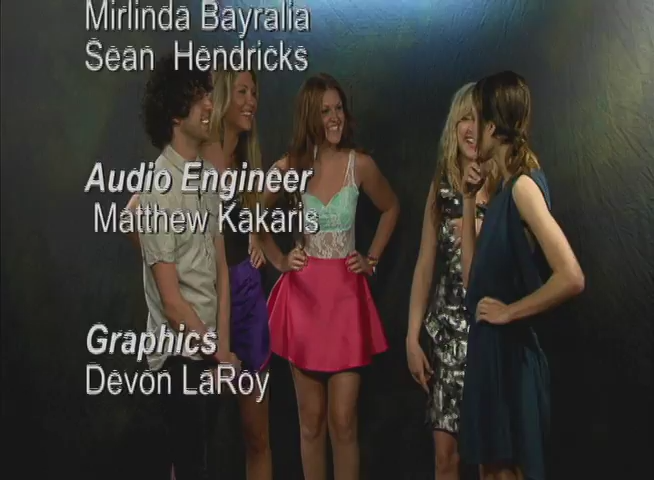 Mirlinda Bayralia
Sean Hendricks
Audio Engineer
Matthew Kakaris
Graphics
Devon LaRoy